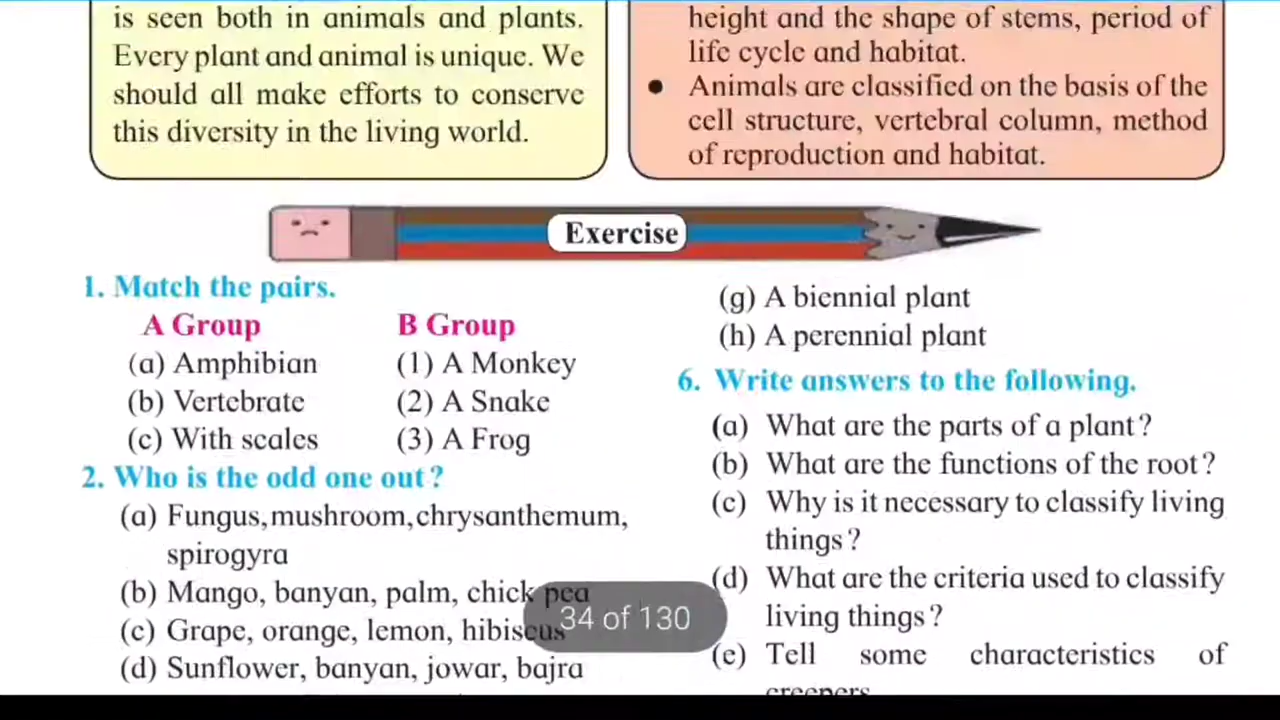 is seen both in animals and plants.
Every plant and animal is unique. We
should all make efforts to conserve
this diversity in the living world.
height and the shape of stems, period of
life cycle and habitat.
• Animals are classified on the basis of the
cell structure, vertebral column, method
of reproduction and habitat.
Exercise
1. Match the pairs.
A Group B Group
(a) Amphibian (1) A Monkey
(b) Vertebrate (2) A Snake
(c) With scales (3) A Frog
2. Who is the odd one out?
(a) Fungus, mushroom, chrysanthemum,
spirogyra
(b) Mango, banyan, palm, chick pea
(c) Grape, orange, lemon, hibiscus
(d) Sunflower, banyan, jowar, bajra
(g) A biennial plant
(h) A perennial plant
6. Write answers to the following.
(a) What are the parts of a plant?
(b) What are the functions of the root?
(c) Why is it necessary to classify living
things?
(d) What are the criteria used to classify
living things?
(e) Tell some characteristics of
creepers
34 of 130